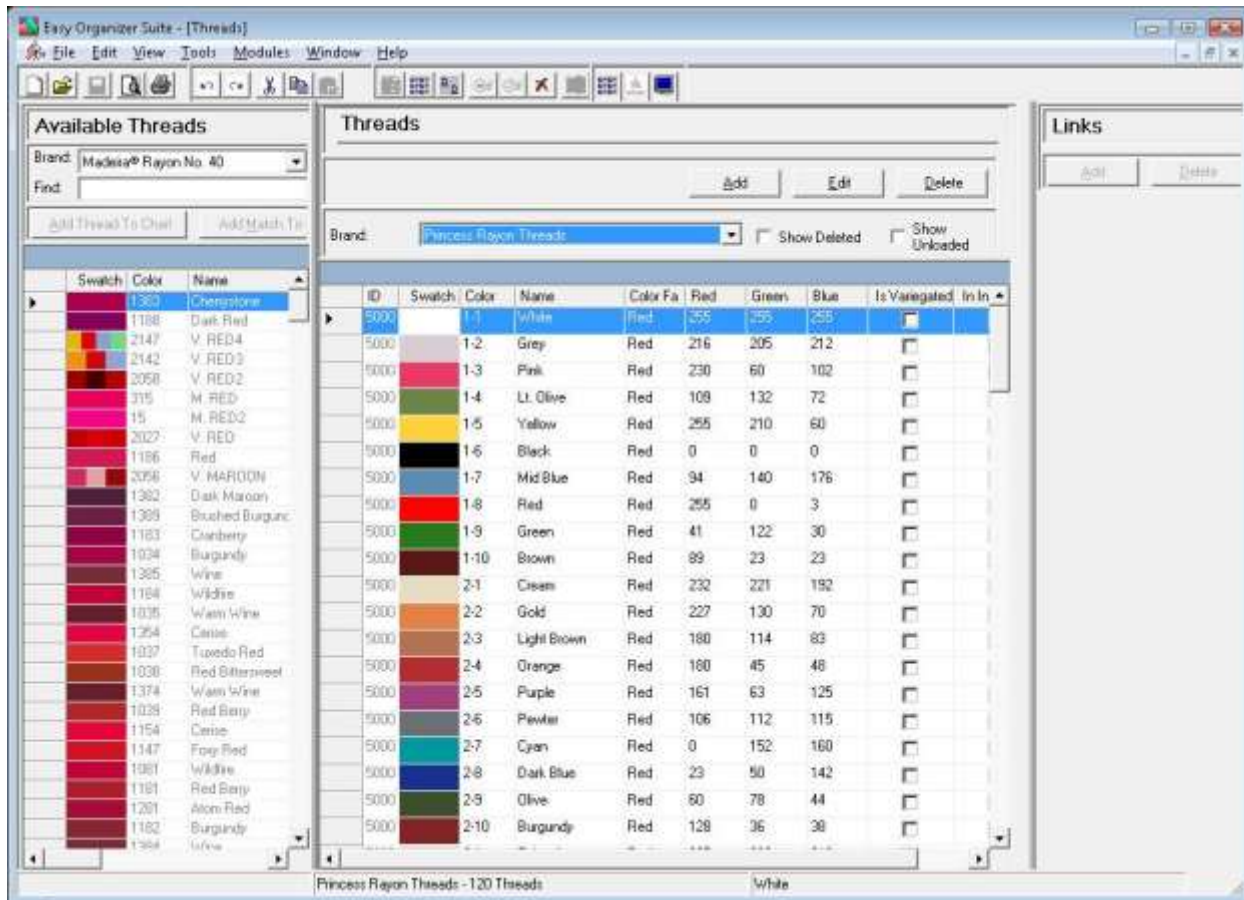 Easy Organizer Suite - [Threads]
File Edit View Tools Modules Window Help
Available Threads
Brand: Madeira® Rayon No. 40
Find:
Add Thread To Chart Add Match To
Swatch Color Name
1383 Cherrystone
1188 Dark Red
2147 V. RED4
2142 V. RED3
2058 V. RED2
315 M. RED
15 M. RED2
2027 V. RED
1186 Red
2056 V. MAROON
1382 Dark Maroon
1389 Brushed Burgunc
1183 Cranberry
1034 Burgundy
1385 Wine
1184 Wildfire
1035 Warm Wine
1354 Cerise
1037 Tuxedo Red
1038 Red Bittersweet
1374 Warm Wine
1039 Red Berry
1154 Cerise
1147 Foxy Red
1081 Wildfire
1181 Red Berry
1281 Atom Red
1182 Burgundy
1384 Wine
Threads
Add Edit Delete
Brand: Princess Rayon Threads Show Deleted Show Unloaded
ID Swatch Color Name Color Fa Red Green Blue Is Variegated In In
5000 1-1 White Red 255 255 255
5000 1-2 Grey Red 216 205 212
5000 1-3 Pink Red 230 60 102
5000 1-4 Lt. Olive Red 109 132 72
5000 1-5 Yellow Red 255 210 60
5000 1-6 Black Red 0 0 0
5000 1-7 Mid Blue Red 94 140 176
5000 1-8 Red Red 255 0 3
5000 1-9 Green Red 41 122 30
5000 1-10 Brown Red 89 23 23
5000 2-1 Cream Red 232 221 192
5000 2-2 Gold Red 227 130 70
5000 2-3 Light Brown Red 180 114 83
5000 2-4 Orange Red 180 45 48
5000 2-5 Purple Red 161 63 125
5000 2-6 Pewter Red 106 112 115
5000 2-7 Cyan Red 0 152 160
5000 2-8 Dark Blue Red 23 50 142
5000 2-9 Olive Red 60 78 44
5000 2-10 Burgundy Red 128 36 38
Links
Add Delete
Princess Rayon Threads - 120 Threads White